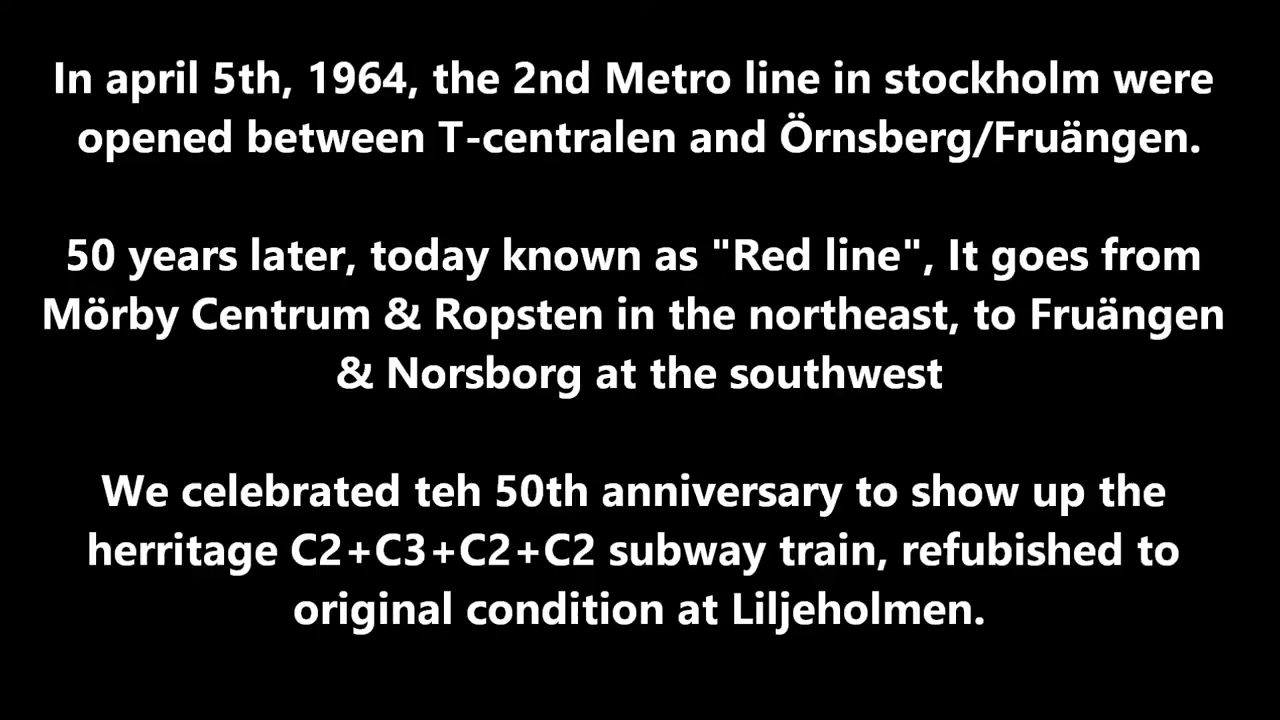 In april 5th, 1964, the 2nd Metro line in stockholm were
opened between T-centralen and Örnsberg/Fruängen.
50 years later, today known as "Red line", It goes from
Mörby Centrum & Ropsten in the northeast, to Fruängen
& Norsborg at the southwest
We celebrated teh 50th anniversary to show up the
herritage C2+C3+C2+C2 subway train, refubished to
original condition at Liljeholmen.